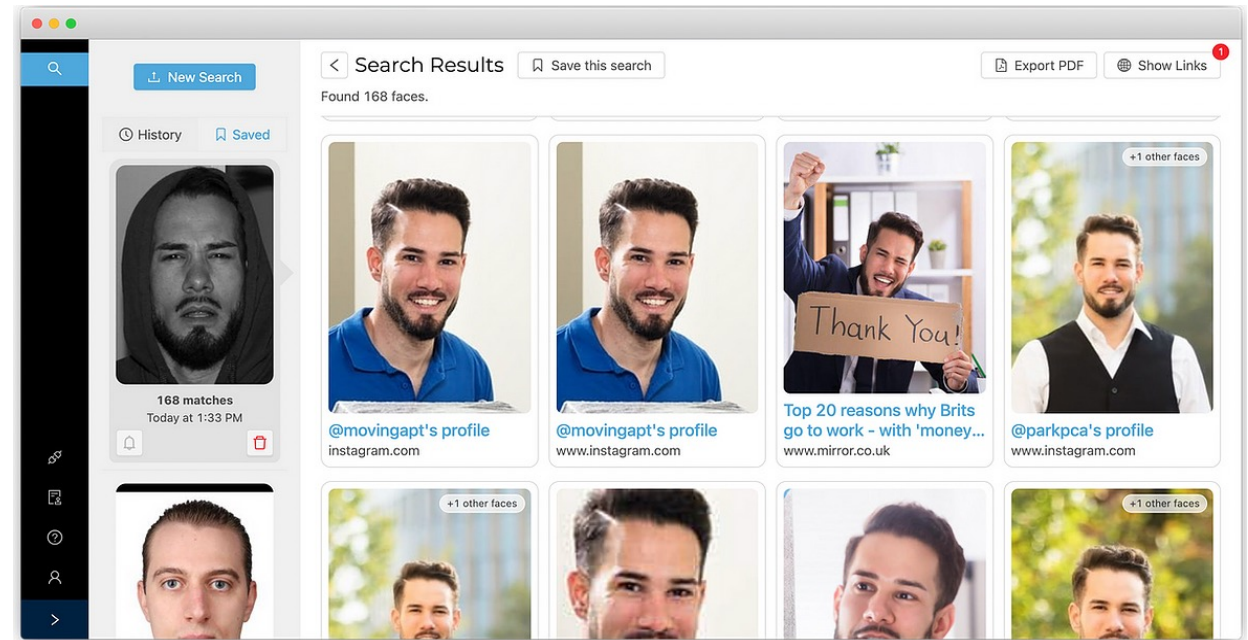 New Search
History
Saved
168 matches
Today at 1:33 PM
Search Results
Save this search
Export PDF
Show Links
1
Found 168 faces.
@movingapt's profile
instagram.com
@movingapt's profile
www.instagram.com
Thank You!
Top 20 reasons why Brits
go to work - with 'money...
www.mirror.co.uk
+1 other faces
@parkpca's profile
www.instagram.com
+1 other faces
+1 other faces